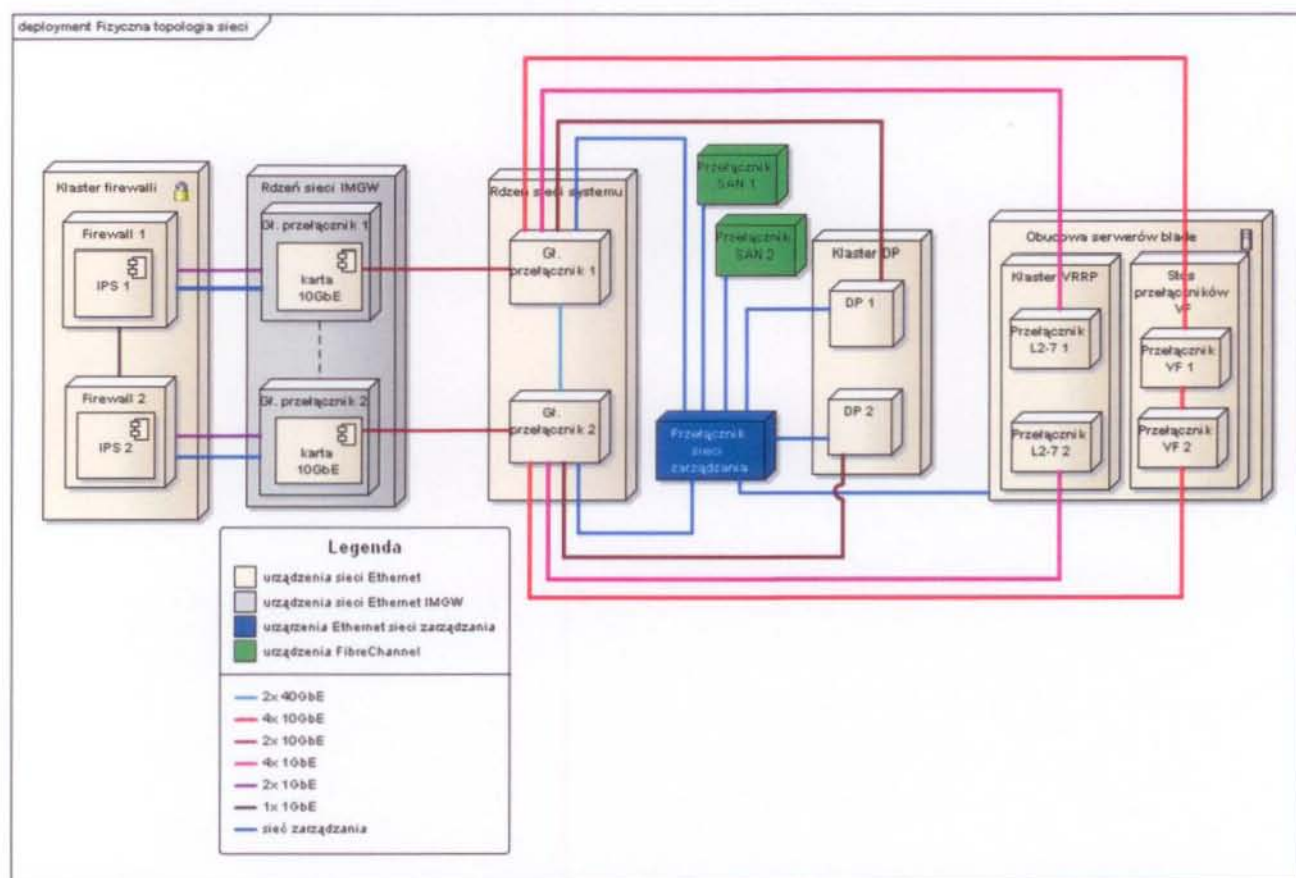 deployment Fizyczna topologia sieci
Klaster firewalli
Firewall 1
IPS 1
Firewall 2
IPS 2
Rdzeń sieci IMGW
Gł. przełącznik 1
karta
10GbE
Gł. przełącznik 2
karta
10GbE
Rdzeń sieci systemu
Gł.
przełącznik 1
Gł.
przełącznik 2
Przełącznik
SAN 1
Przełącznik
SAN 2
Przełącznik
sieci
zarządzania
Klaster DP
DP 1
DP 2
Obudowa serwerów blade
Klaster VRRP
Przełącznik
L2-7 1
Przełącznik
L2-7 2
Stos
przełączników
VF
Przełącznik
VF 1
Przełącznik
VF 2
Legenda
urządzenia sieci Ethernet
urządzenia sieci Ethernet IMGW
urządzenia Ethernet sieci zarządzania
urządzenia FibreChannel
2x 40GbE
4x 10GbE
2x 10GbE
4x 1GbE
2x 1GbE
1x 1GbE
sieć zarządzania